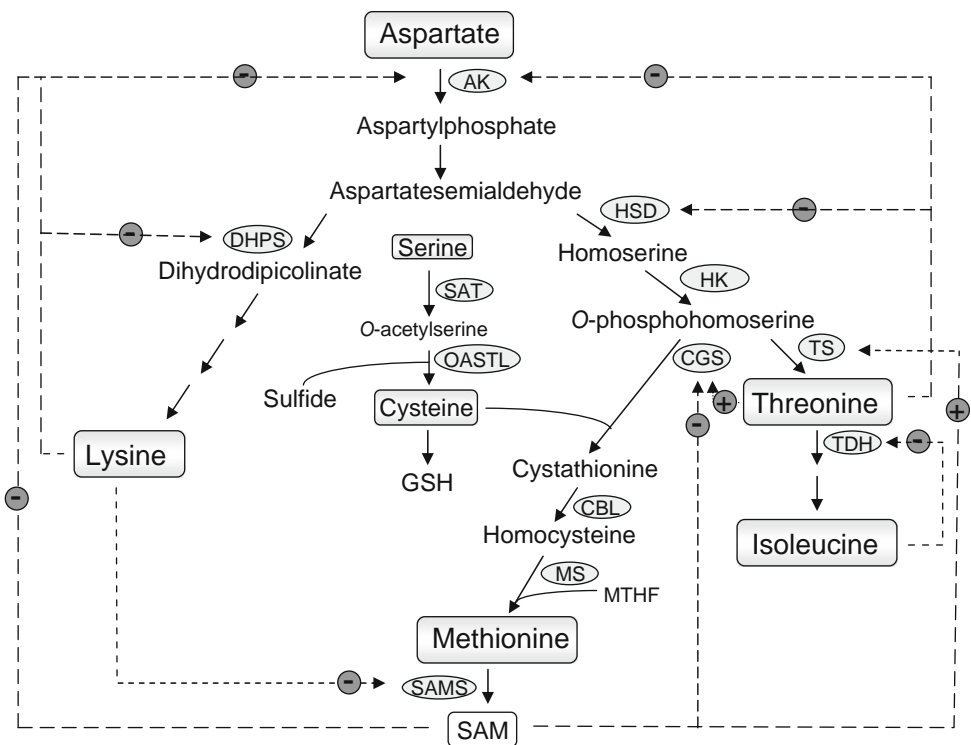 Aspartate
-
-
AK
Aspartylphosphate
Aspartatesemialdehyde
HSD
-
-
DHPS
Serine
Homoserine
Dihydrodipicolinate
SAT
HK
O-acetylserine
O-phosphohomoserine
OASTL
CGS
TS
Sulfide
Cysteine
+
Threonine
+
-
TDH
-
Lysine
Cystathionine
GSH
-
CBL
Homocysteine
Isoleucine
MS
MTHF
Methionine
-
SAMS
SAM